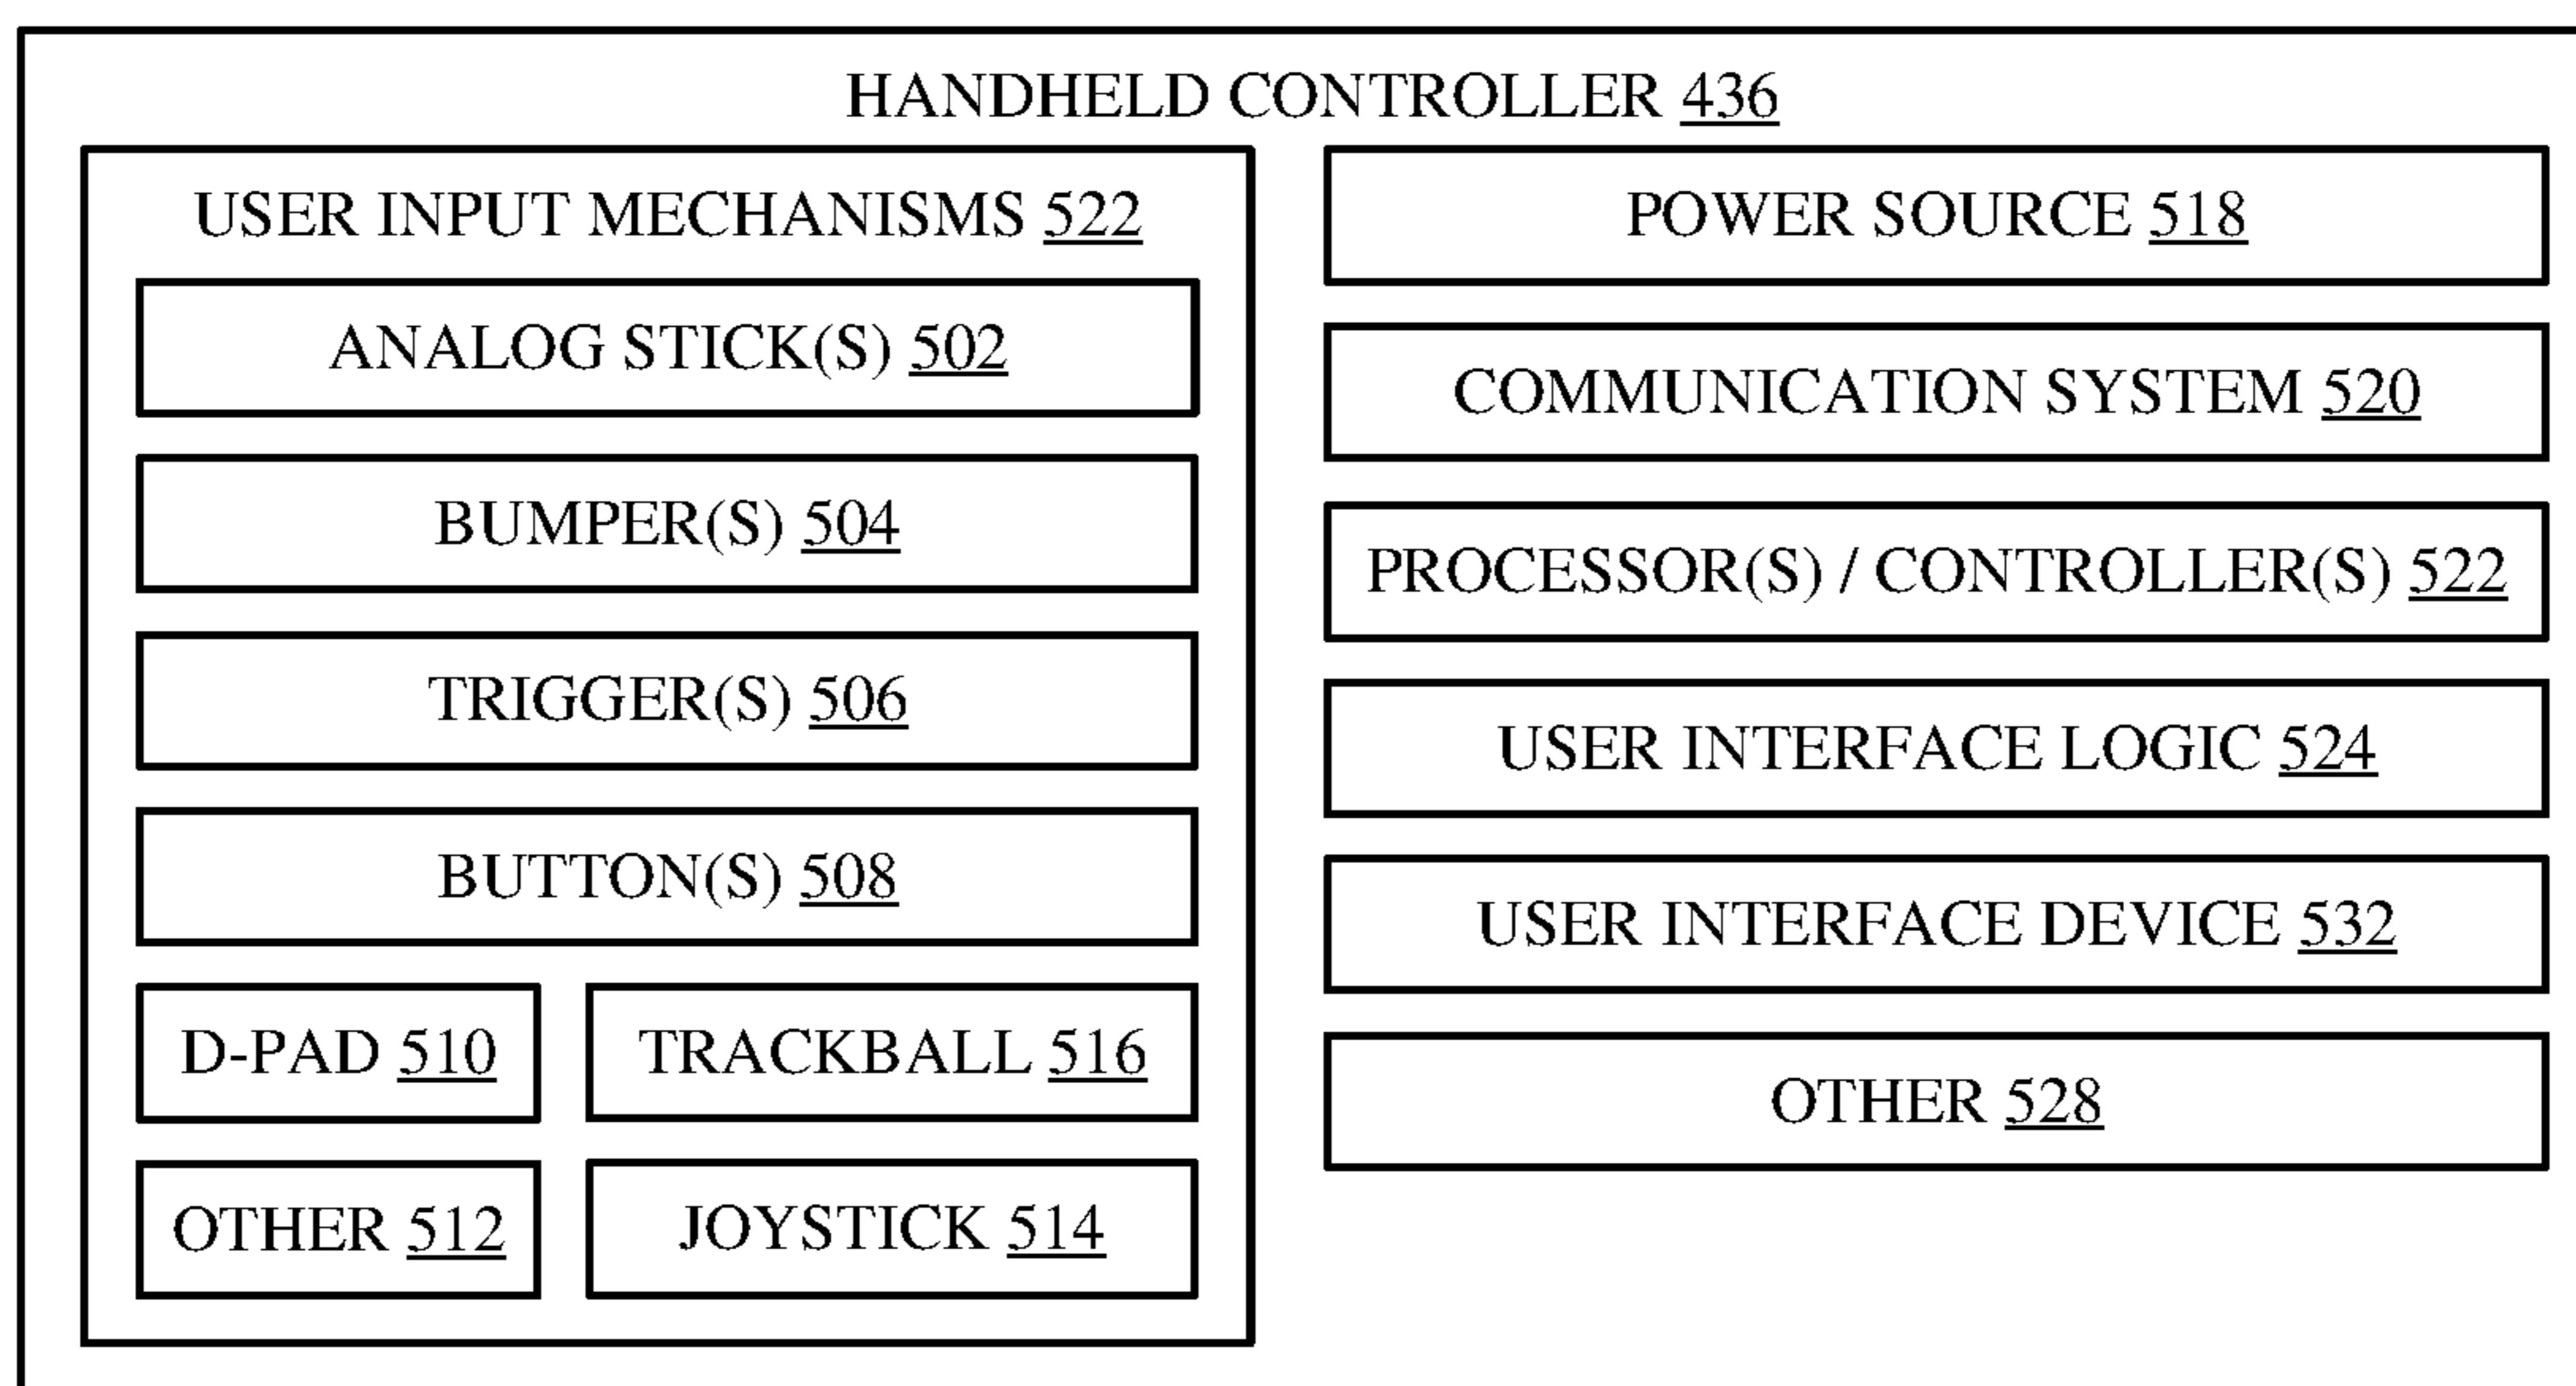 HANDHELD CONTROLLER 436
USER INPUT MECHANISMS 522
ANALOG STICK(S) 502
BUMPER(S) 504
TRIGGER(S) 506
BUTTON(S) 508
D-PAD 510
TRACKBALL 516
OTHER 512
JOYSTICK 514
POWER SOURCE 518
COMMUNICATION SYSTEM 520
PROCESSOR(S) / CONTROLLER(S) 522
USER INTERFACE LOGIC 524
USER INTERFACE DEVICE 532
OTHER 528